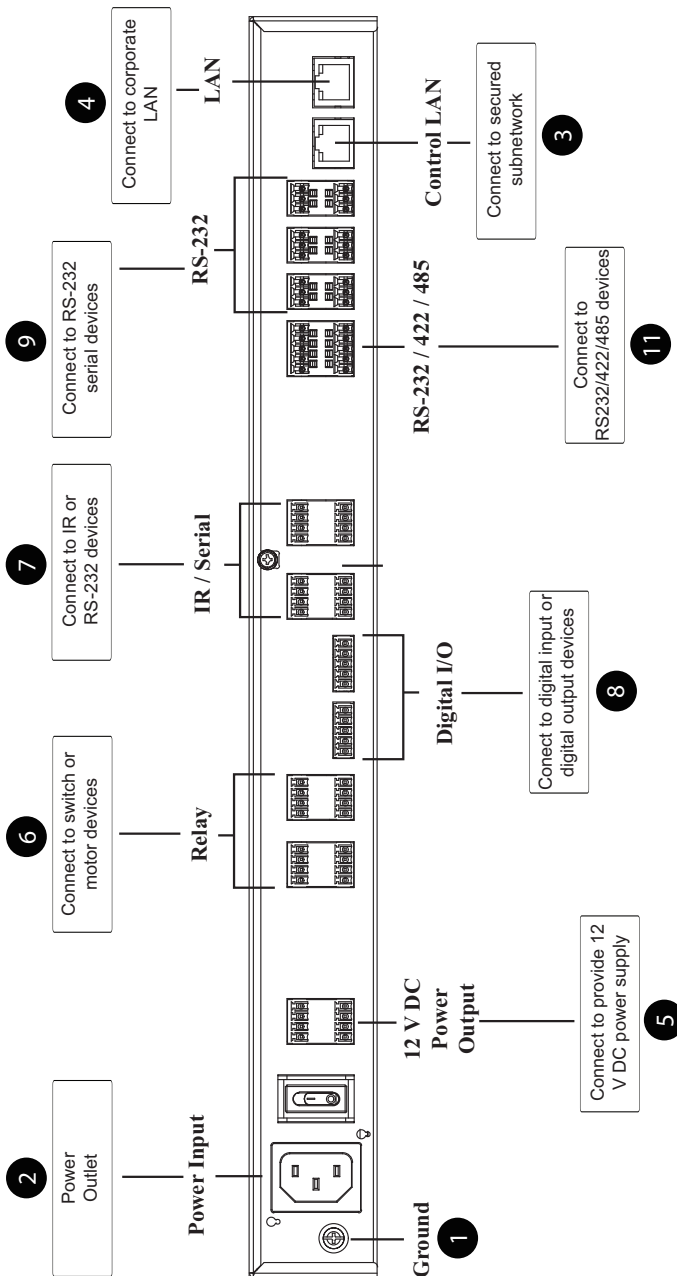 2
6
7
9
4
Power
Outlet
Connect to switch or
motor devices
Connect to IR or
RS-232 devices
Connect to RS-232
serial devices
Connect to corporate
LAN
Power Input
Relay
IR / Serial
RS-232
LAN
Ground
12 V DC
Power
Output
Digital I/O
RS-232 / 422 / 485
Control LAN
1
Connect to provide 12
V DC power supply
5
Conect to digital input or
digital output devices
8
Connect to
RS232/422/485 devices
11
Connect to secured
subnetwork
3